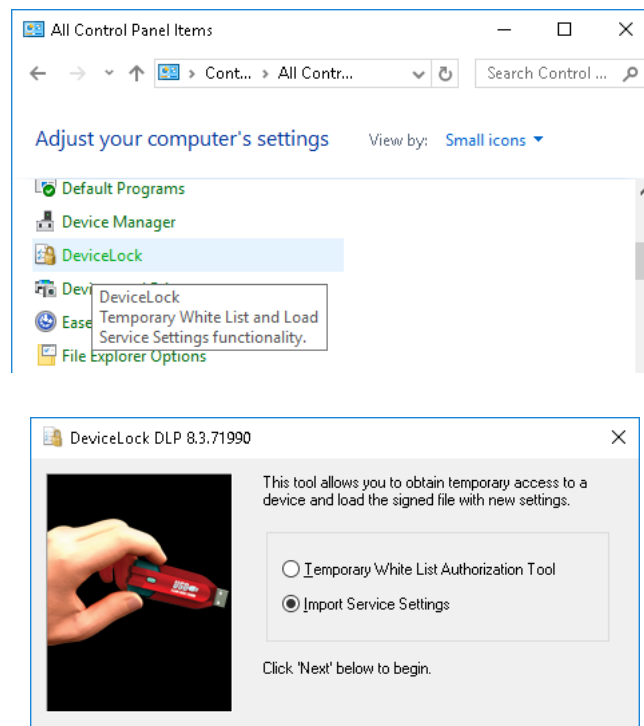 All Control Panel Items
Cont... > All Contr...
Search Control ...
Adjust your computer's settings
View by: Small icons
Default Programs
Device Manager
DeviceLock
Devi
DeviceLock
Temporary White List and Load
Service Settings functionality.
Ease
File Explorer Options
DeviceLock DLP 8.3.71990
This tool allows you to obtain temporary access to a
device and load the signed file with new settings.
Temporary White List Authorization Tool
Import Service Settings
Click 'Next' below to begin.
USB